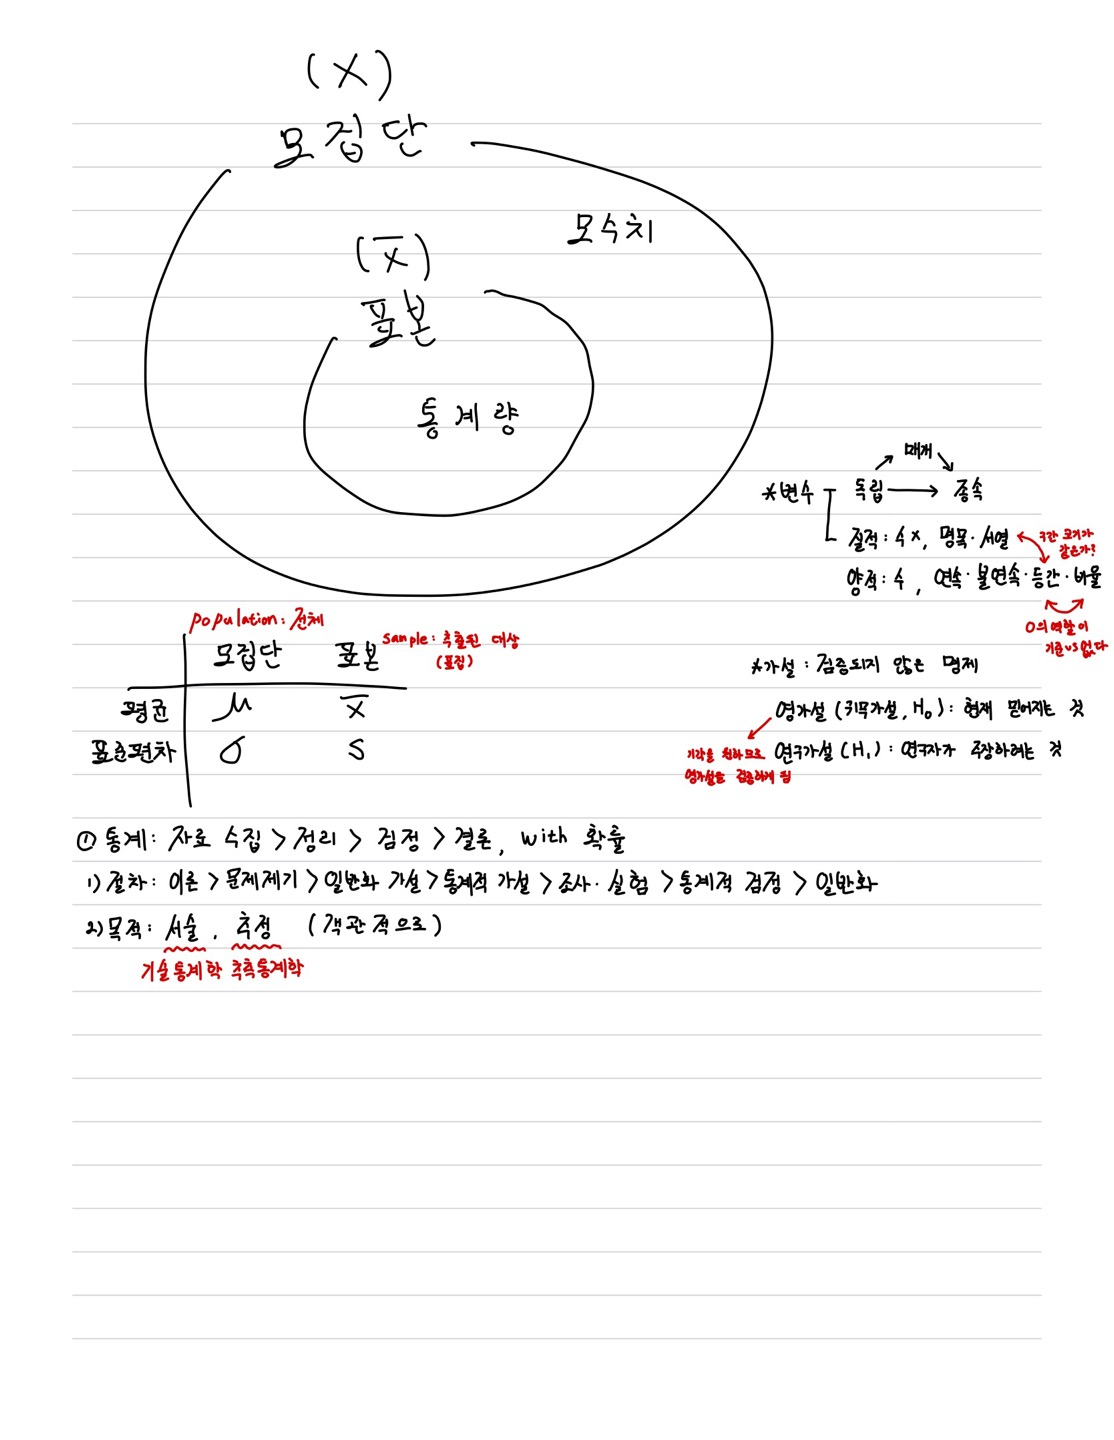 (X)
모집단
모수치
(x̅)
표본
통계량
매개
*변수 독립 → 종속
질적: 수x, 명목·서열
구간 크기가
같은가?
양적: 수, 연속·불연속·등간·비율
0의 역할이
기준 vs 없다
population: 전체
sample: 추출된 대상
(표집)
모집단 표본
평균 μ x̅
표준편차 σ s
*가설: 검증되지 않은 명제
영가설 (귀무가설, H₀): 현재 믿어지는 것
연구가설 (H₁): 연구자가 주장하려는 것
기각을 원하므로
영가설을 검증하게 됨
① 통계: 자료 수집 > 정리 > 검정 > 결론, with 확률
1) 절차: 이론 > 문제제기 > 일반화 가설 > 통계적 가설 > 조사·실험 > 통계적 검정 > 일반화
2) 목적: 서술, 추정 (객관적으로)
기술통계학 추측통계학